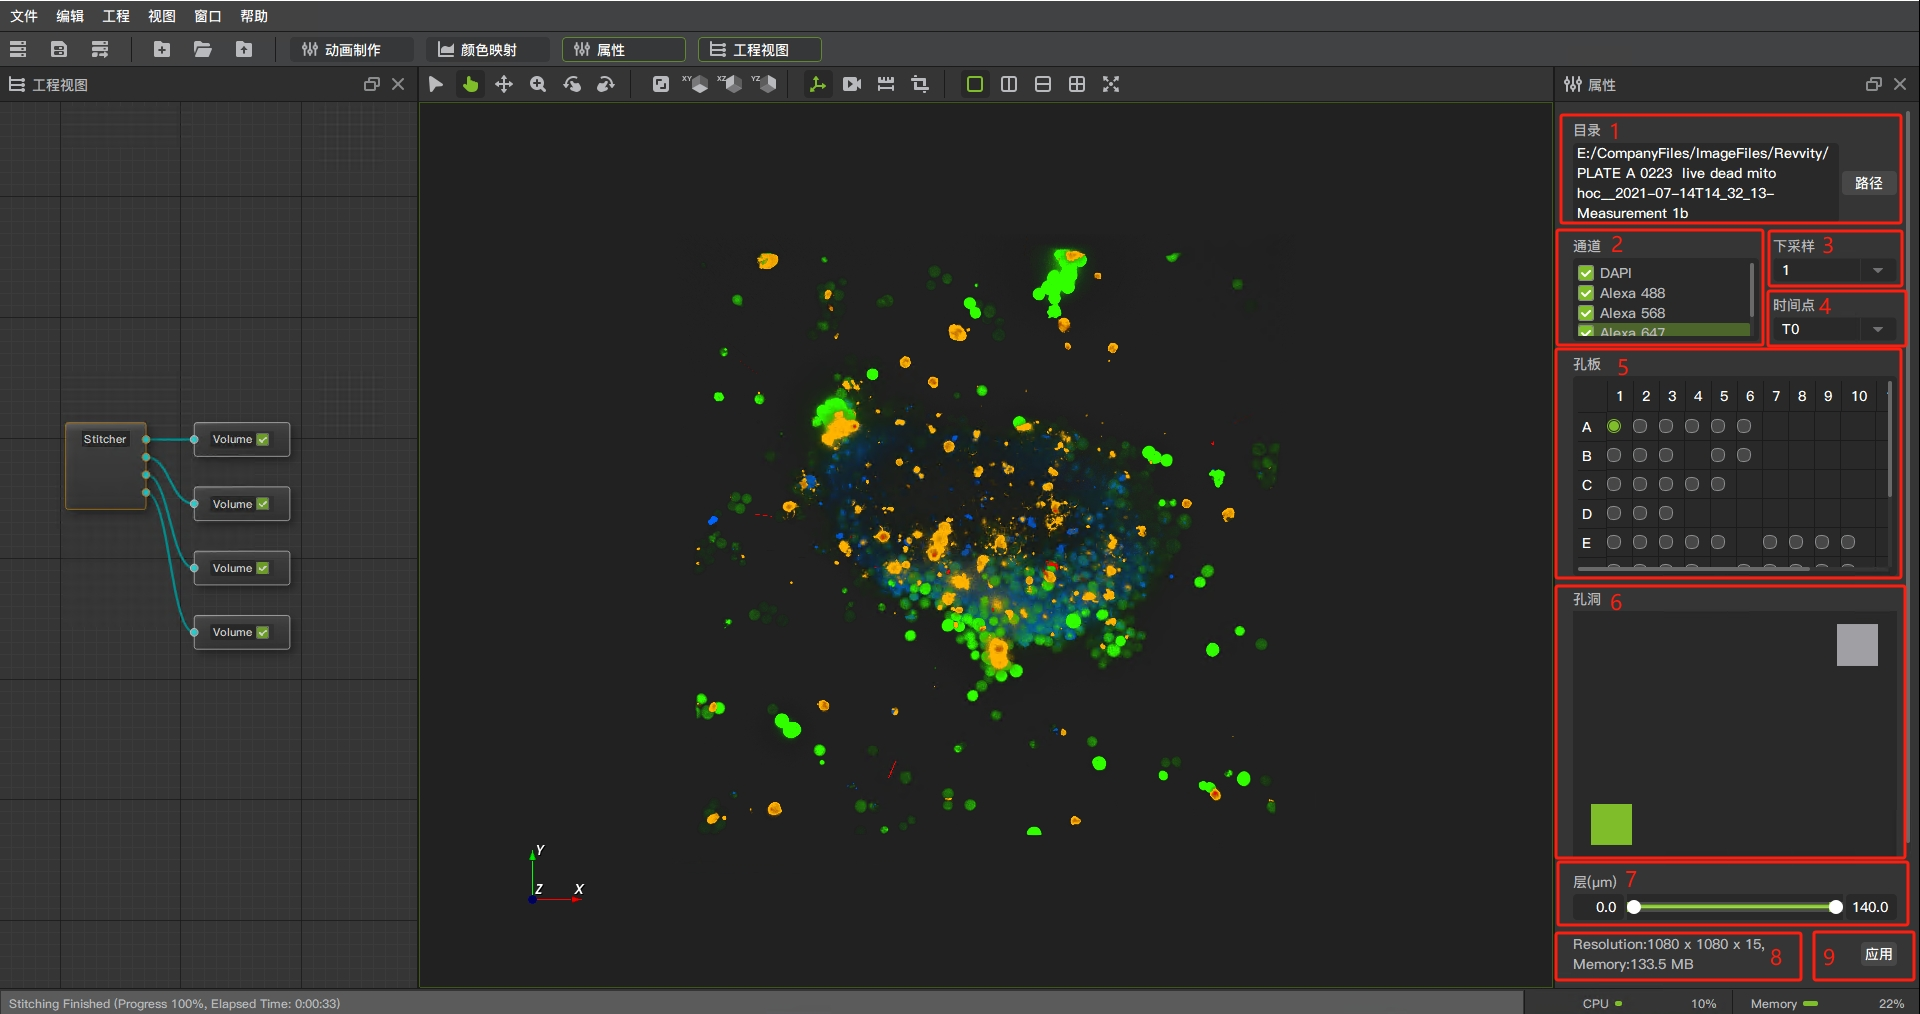 文件 编辑 工程 视图 窗口 帮助
动画制作 颜色映射 属性 工程视图
工程视图
XY XZ YZ
属性
目录 1
E:/CompanyFiles/ImageFiles/Revvity/
PLATE A 0223 live dead mito
hoc__2021-07-14T14_32_13-
Measurement 1b
路径
通道 2
DAPI
Alexa 488
Alexa 568
Alexa 647
下采样 3
1
时间点 4
T0
孔板 5
1 2 3 4 5 6 7 8 9 10
A
B
C
D
E
孔洞 6
层(μm) 7
0.0 140.0
Resolution:1080 x 1080 x 15,
Memory:133.5 MB
8
9 应用
Stitcher
Volume
Volume
Volume
Volume
Y
Z X
Stitching Finished (Progress 100%, Elapsed Time: 0:00:33)
CPU 10% Memory 22%